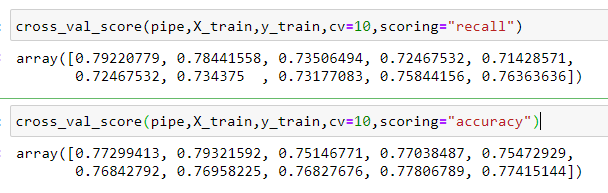 cross_val_score(pipe,X_train,y_train,cv=10,scoring="recall")
array([0.79220779, 0.78441558, 0.73506494, 0.72467532, 0.71428571,
0.72467532, 0.734375  , 0.73177083, 0.75844156, 0.76363636])
cross_val_score(pipe,X_train,y_train,cv=10,scoring="accuracy")
array([0.77299413, 0.79321592, 0.75146771, 0.77038487, 0.75472929,
0.76842792, 0.76958225, 0.76827676, 0.77806789, 0.77415144])